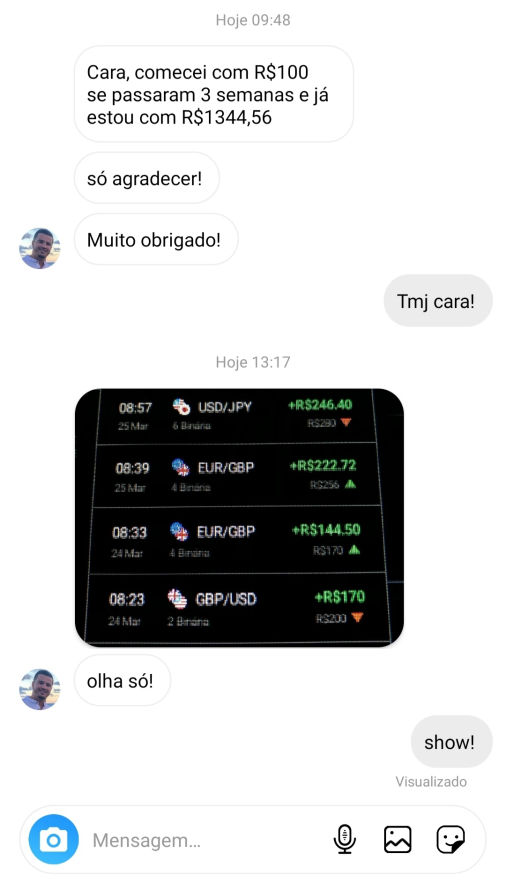 Hoje 09:48
Cara, comecei com R$100
se passaram 3 semanas e já
estou com R$1344,56
só agradecer!
Muito obrigado!
Tmj cara!
Hoje 13:17
08:57 USD/JPY +R$246.40
25 Mar 6 Binária R$280
08:39 EUR/GBP +R$222.72
25 Mar 4 Binária R$256
08:33 EUR/GBP +R$144.50
24 Mar 4 Binária R$170
08:23 GBP/USD +R$170
24 Mar 2 Binária R$200
olha só!
show!
Visualizado
Mensagem...